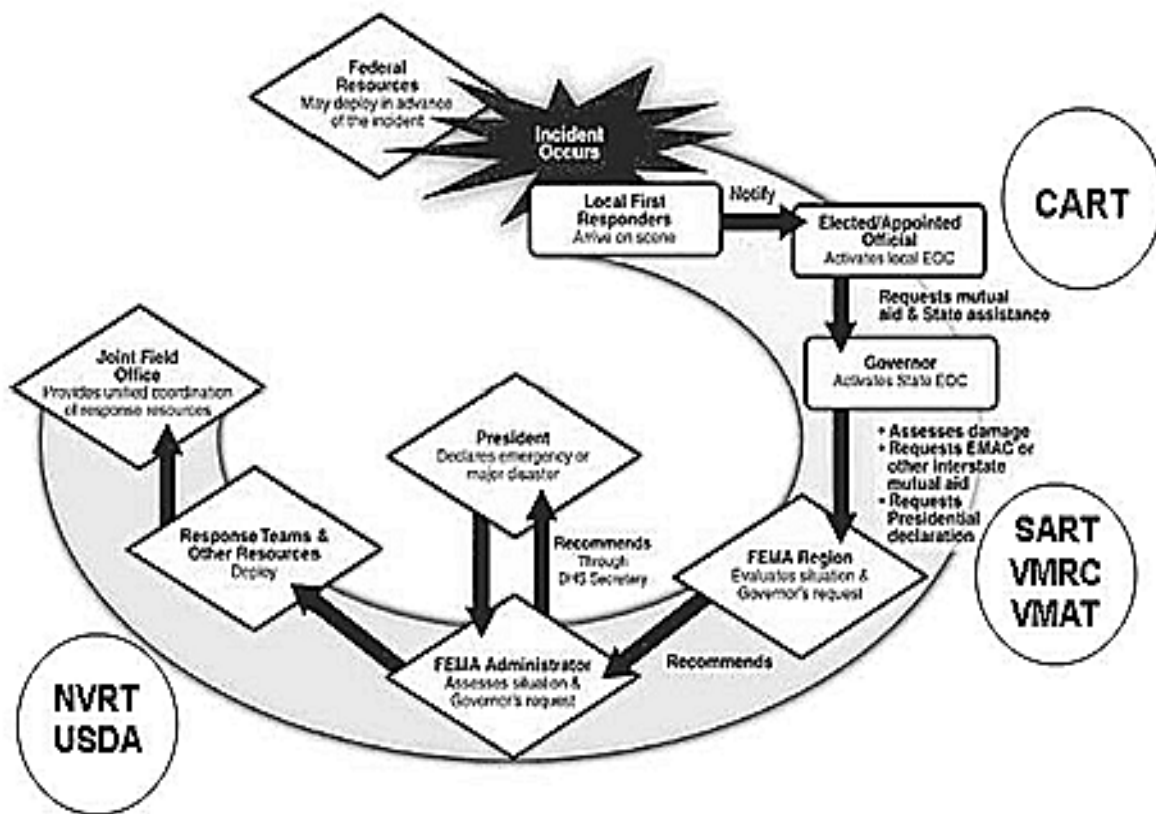 Federal
Resources
May deploy in advance
of the incident
Incident
Occurs
Local First
Responders
Arrive on scene
Notify
Elected/Appointed
Official
Activates local EOC
CART
Requests mutual
aid & State assistance
Governor
Activates State EOC
• Assesses damage
• Requests EMAC or
other interstate
mutual aid
• Requests
Presidential
declaration
SART
VMRC
VMAT
FEMA Region
Evaluates situation &
Governor's request
Recommends
FEMA Administrator
Assesses situation &
Governor's request
Recommends
Through
DHS Secretary
President
Declares emergency or
major disaster
Response Teams &
Other Resources
Deploy
Joint Field
Office
Provides unified coordination
of response resources
NVRT
USDA